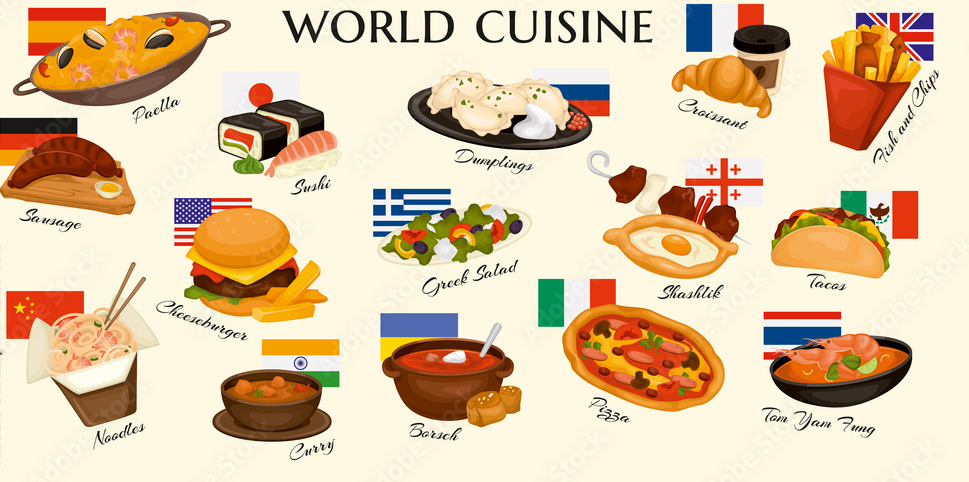 WORLD CUISINE
Paella
Sushi
Dumplings
Croissant
Fish and Chips
Sausage
Cheeseburger
Greek Salad
Shashlik
Tacos
Noodles
Curry
Borsch
Pizza
Tom Yam Fung